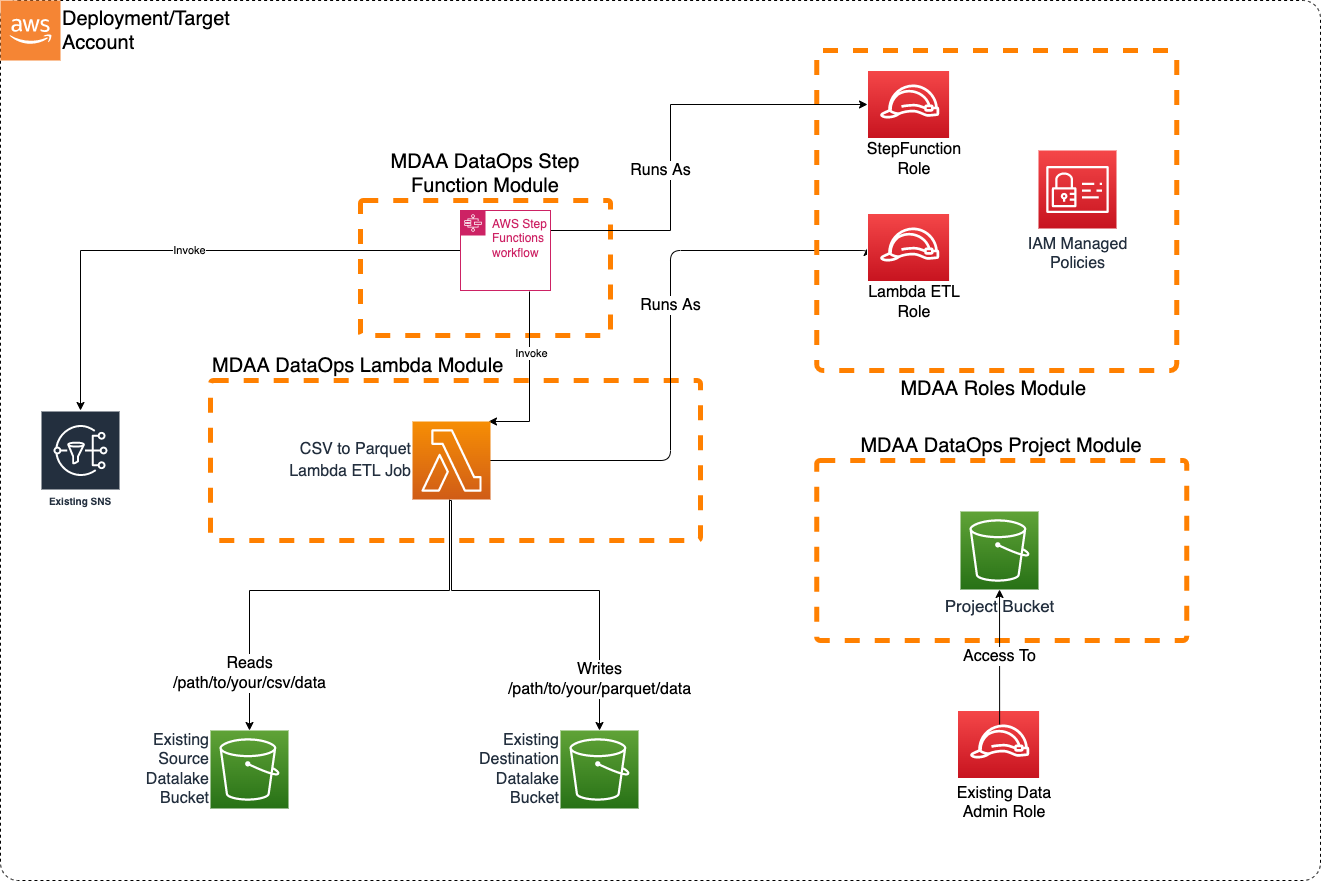 aws
Deployment/Target
Account
StepFunction
Role
MDAA DataOps Step
Function Module
Runs As
AWS Step
Functions
workflow
IAM Managed
Policies
Invoke
Lambda ETL
Role
Runs As
Invoke
MDAA DataOps Lambda Module
MDAA Roles Module
CSV to Parquet
Lambda ETL Job
MDAA DataOps Project Module
Existing SNS
Project Bucket
Access To
Reads
/path/to/your/csv/data
Writes
/path/to/your/parquet/data
Existing
Source
Datalake
Bucket
Existing
Destination
Datalake
Bucket
Existing Data
Admin Role